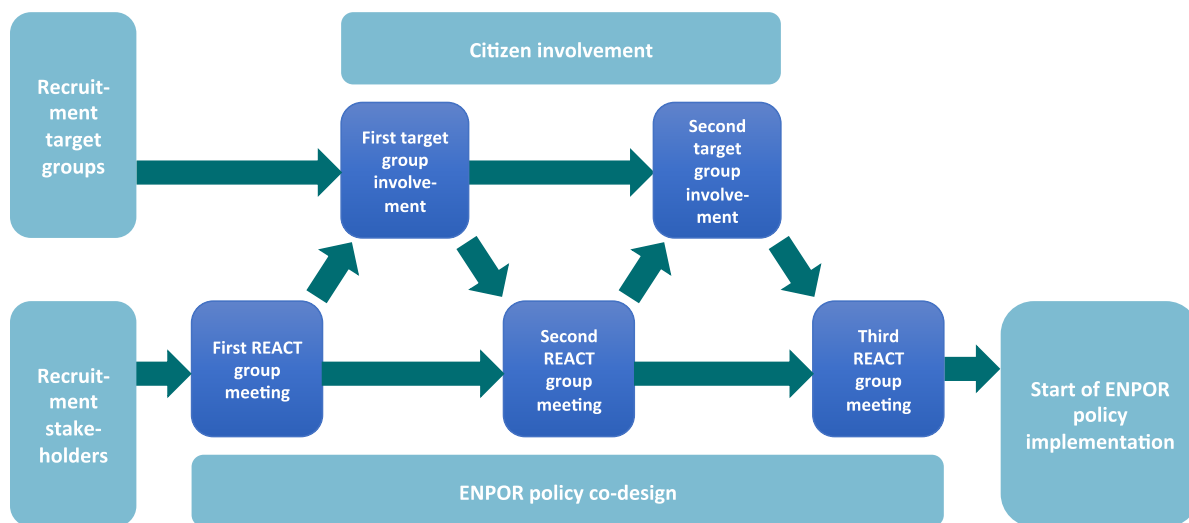 Recruit-
ment
target
groups
Citizen involvement
First target
group
involve-
ment
Second
target
group
involve-
ment
Recruit-
ment
stake-
holders
First REACT
group
meeting
Second
REACT
group
meeting
Third
REACT
group
meeting
Start of ENPOR
policy
implementation
ENPOR policy co-design